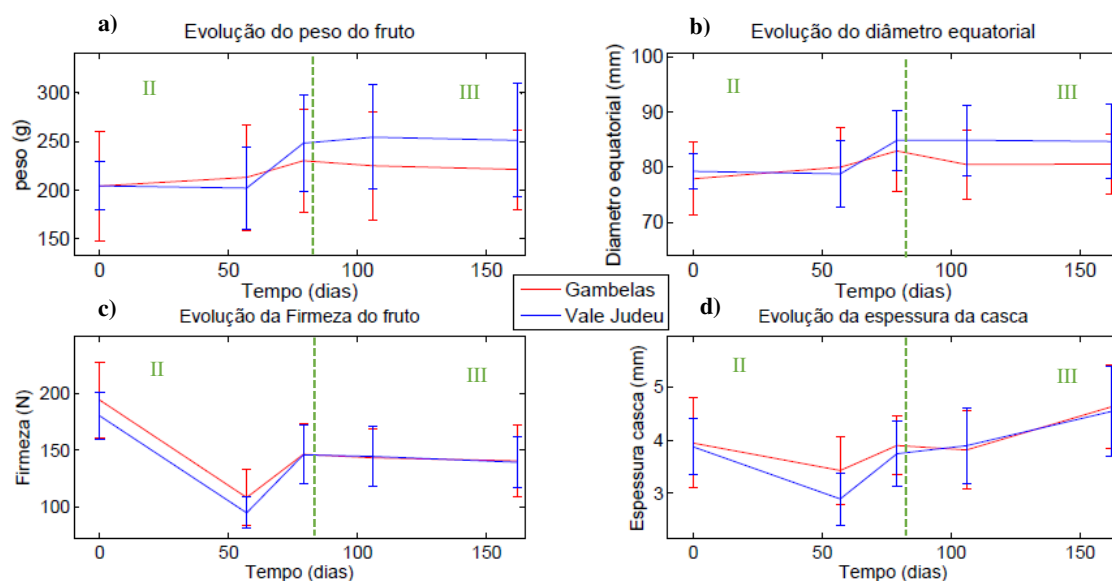 a)
Evolução do peso do fruto
peso (g)
300
250
200
150
II
III
0
50
100
150
Tempo (dias)
b)
Evolução do diâmetro equatorial
Diametro equatorial (mm)
100
90
80
70
II
III
0
50
100
150
Tempo (dias)
Gambelas
Vale Judeu
c)
Evolução da Firmeza do fruto
Firmeza (N)
200
150
100
II
III
0
50
100
150
Tempo (dias)
d)
Evolução da espessura da casca
Espessura casca (mm)
5
4
3
II
III
0
50
100
150
Tempo (dias)